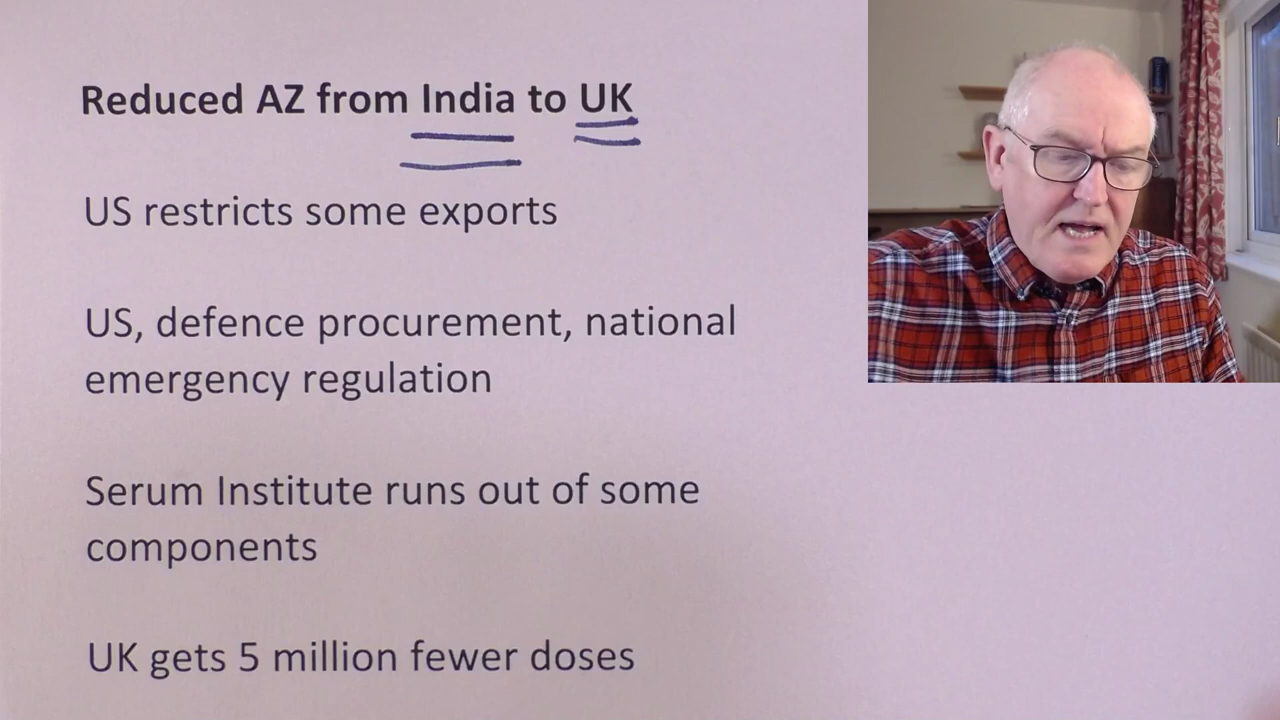 Reduced AZ from India to UK
US restricts some exports
US, defence procurement, national
emergency regulation
Serum Institute runs out of some
components
UK gets 5 million fewer doses